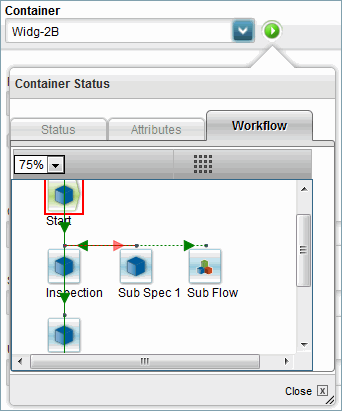 Container
Widg-2B
Container Status
Status
Attributes
Workflow
75%
Start
Inspection
Sub Spec 1
Sub Flow
Close X